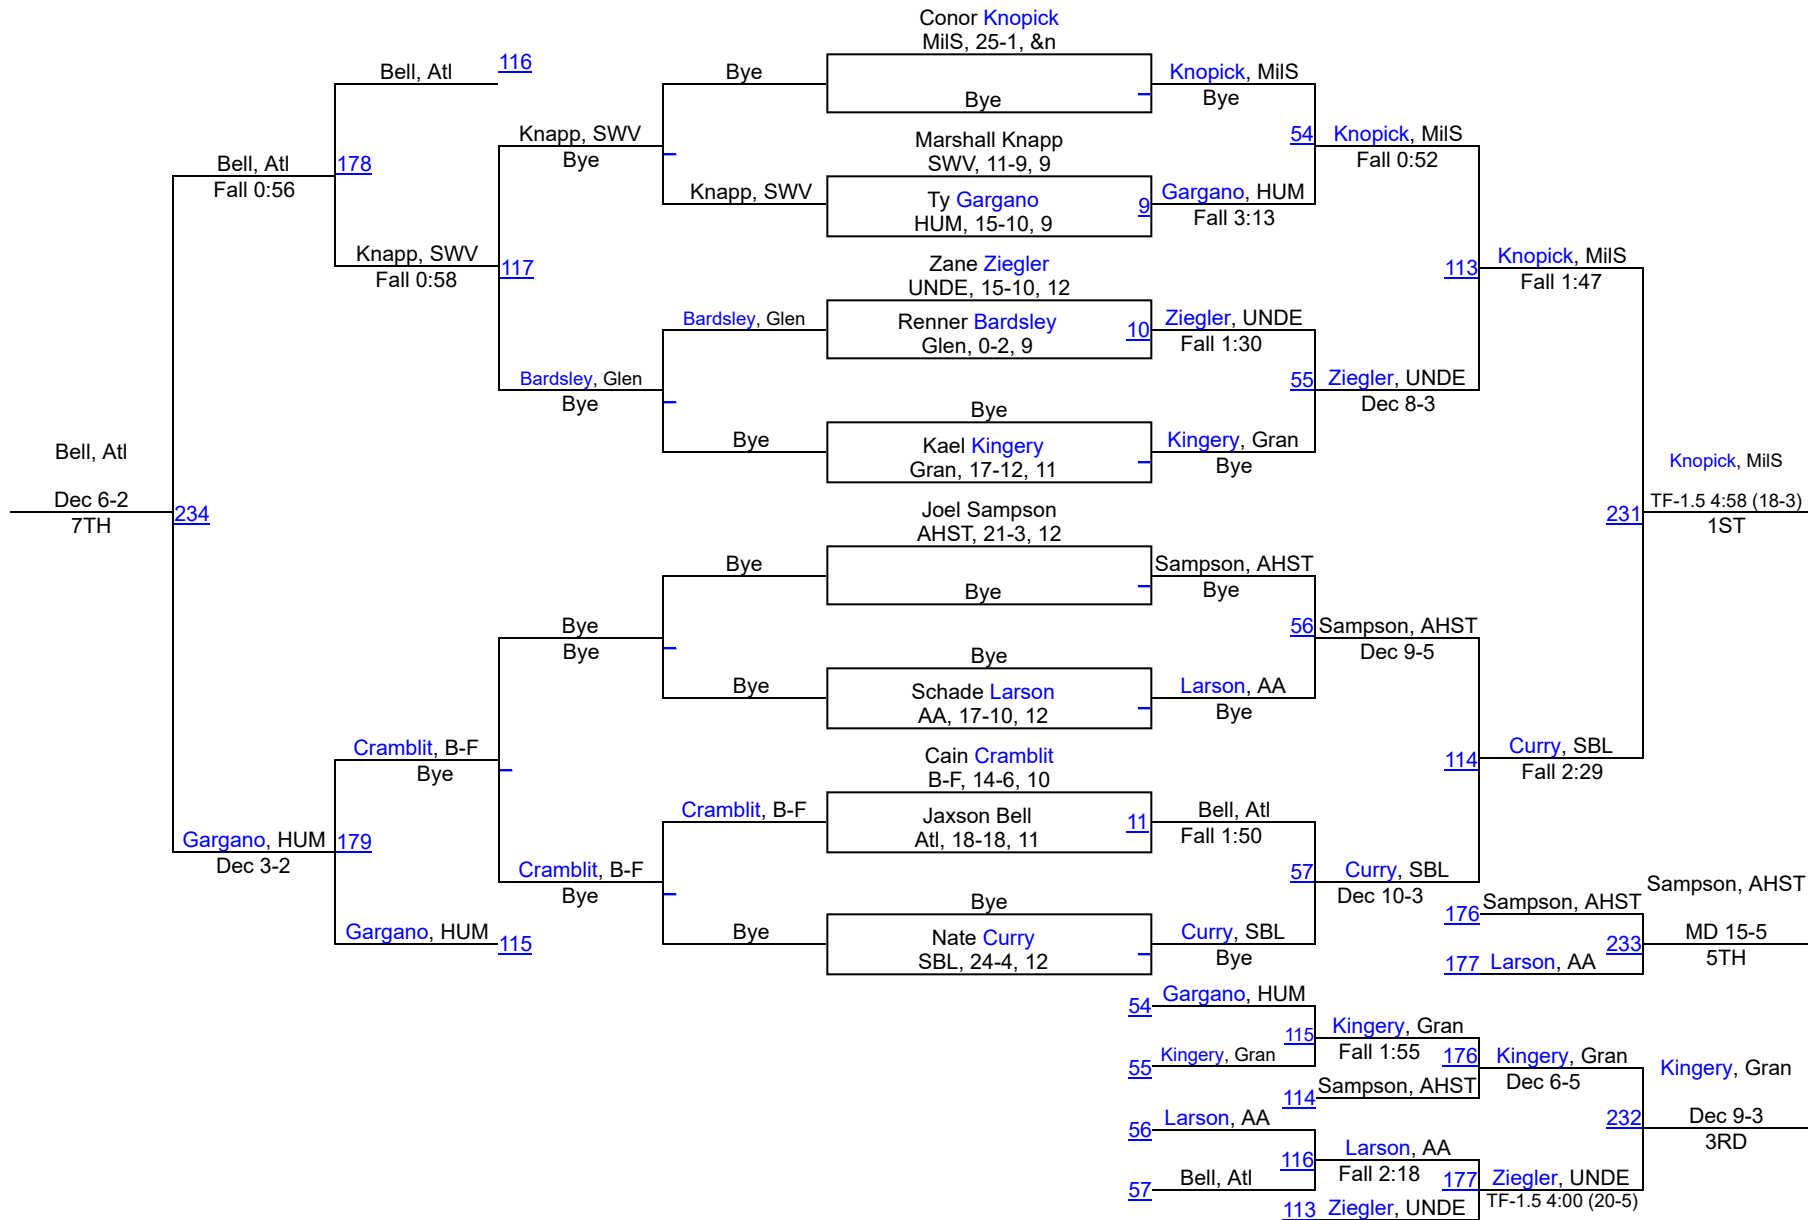 Conor Knopick
MilS, 25-1, &n
Bell, Atl
116
Bye
Bye
Knopick, MilS
Bye
Knapp, SWV
Bye
Marshall Knapp
SWV, 11-9, 9
54
Knopick, MilS
Fall 0:52
Bell, Atl
Fall 0:56
178
Knapp, SWV
Ty Gargano
HUM, 15-10, 9
9
Gargano, HUM
Fall 3:13
Knapp, SWV
Fall 0:58
117
Zane Ziegler
UNDE, 15-10, 12
113
Knopick, MilS
Fall 1:47
Bardsley, Glen
Renner Bardsley
Glen, 0-2, 9
10
Ziegler, UNDE
Fall 1:30
Bardsley, Glen
Bye
55
Ziegler, UNDE
Dec 8-3
Bye
Bye
Kael Kingery
Gran, 17-12, 11
Kingery, Gran
Bye
Bell, Atl
Dec 6-2
7TH
234
Knopick, MilS
TF-1.5 4:58 (18-3)
1ST
231
Joel Sampson
AHST, 21-3, 12
Bye
Bye
Sampson, AHST
Bye
Bye
Bye
56
Sampson, AHST
Dec 9-5
Bye
Bye
Schade Larson
AA, 17-10, 12
Larson, AA
Bye
Cramblit, B-F
Bye
Cain Cramblit
B-F, 14-6, 10
114
Curry, SBL
Fall 2:29
Cramblit, B-F
Jaxson Bell
Atl, 18-18, 11
11
Bell, Atl
Fall 1:50
Gargano, HUM
Dec 3-2
179
Cramblit, B-F
Bye
57
Curry, SBL
Dec 10-3
Gargano, HUM
115
Bye
Bye
Nate Curry
SBL, 24-4, 12
Curry, SBL
Bye
176
Sampson, AHST
Sampson, AHST
233
MD 15-5
5TH
177
Larson, AA
54
Gargano, HUM
115
Kingery, Gran
Fall 1:55
55
Kingery, Gran
176
Kingery, Gran
Dec 6-5
Kingery, Gran
114
Sampson, AHST
232
Dec 9-3
3RD
56
Larson, AA
116
Larson, AA
Fall 2:18
57
Bell, Atl
177
Ziegler, UNDE
TF-1.5 4:00 (20-5)
113
Ziegler, UNDE